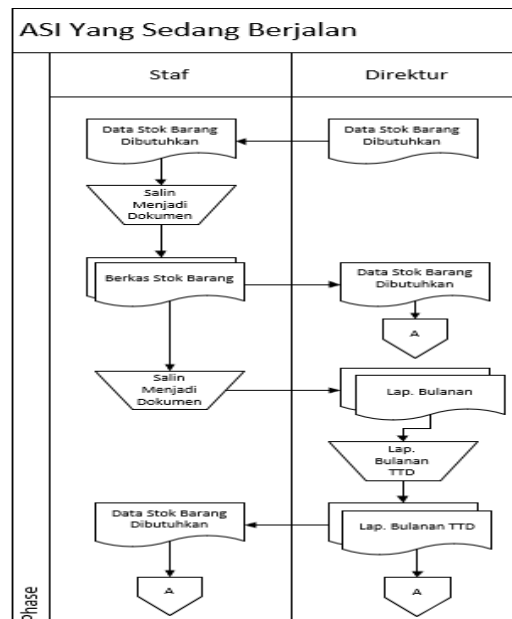 ASI Yang Sedang Berjalan
Staf
Direktur
Data Stok Barang
Dibutuhkan
Data Stok Barang
Dibutuhkan
Salin
Menjadi
Dokumen
Berkas Stok Barang
Data Stok Barang
Dibutuhkan
A
Salin
Menjadi
Dokumen
Lap. Bulanan
Lap.
Bulanan
TTD
Data Stok Barang
Dibutuhkan
Lap. Bulanan TTD
A
A
Phase